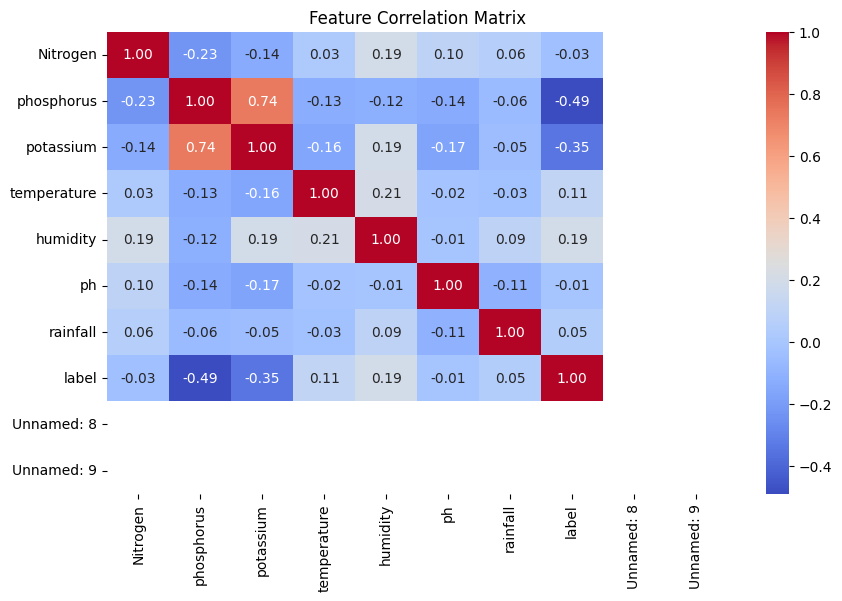 Feature Correlation Matrix
Nitrogen 1.00 -0.23 -0.14 0.03 0.19 0.10 0.06 -0.03
phosphorus -0.23 1.00 0.74 -0.13 -0.12 -0.14 -0.06 -0.49
potassium -0.14 0.74 1.00 -0.16 0.19 -0.17 -0.05 -0.35
temperature 0.03 -0.13 -0.16 1.00 0.21 -0.02 -0.03 0.11
humidity 0.19 -0.12 0.19 0.21 1.00 -0.01 0.09 0.19
ph 0.10 -0.14 -0.17 -0.02 -0.01 1.00 -0.11 -0.01
rainfall 0.06 -0.06 -0.05 -0.03 0.09 -0.11 1.00 0.05
label -0.03 -0.49 -0.35 0.11 0.19 -0.01 0.05 1.00
Unnamed: 8
Unnamed: 9
Nitrogen
phosphorus
potassium
temperature
humidity
ph
rainfall
label
Unnamed: 8
Unnamed: 9
1.0
0.8
0.6
0.4
0.2
0.0
−0.2
−0.4